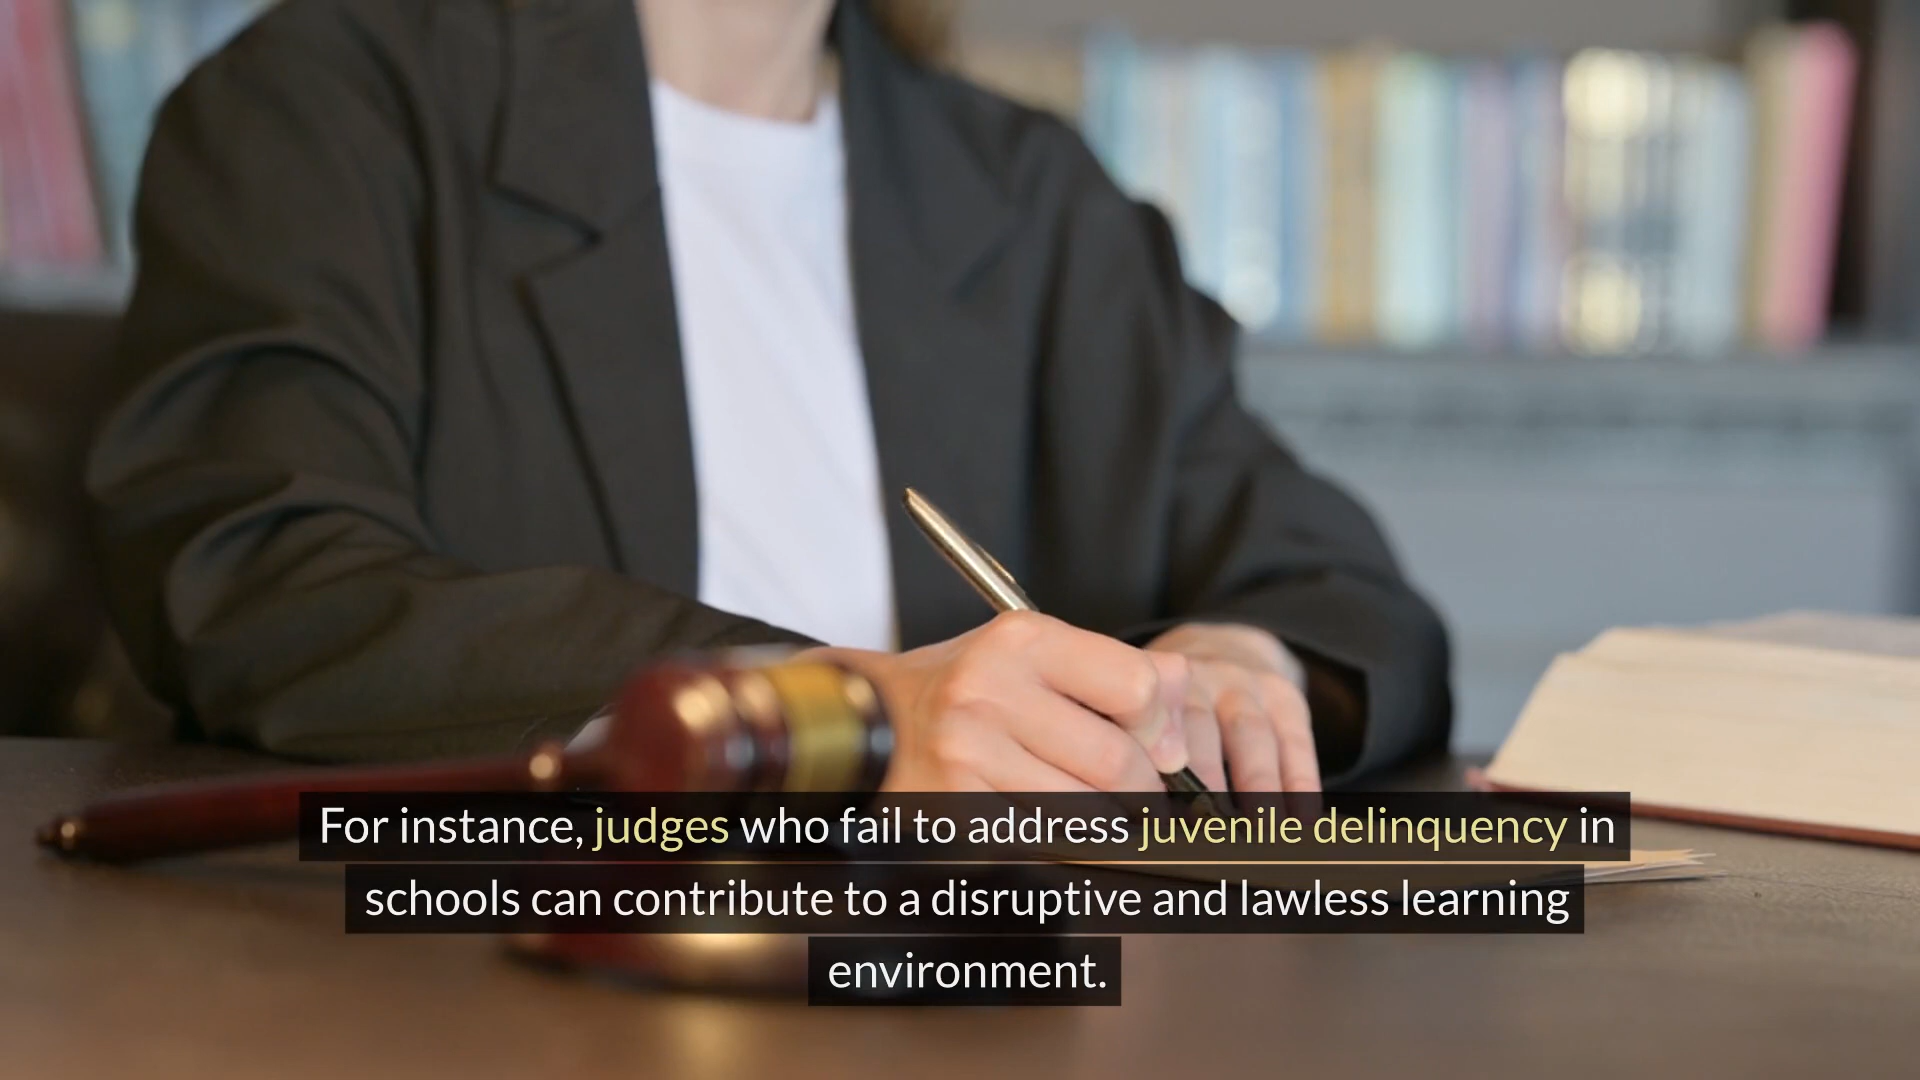 For instance, judges who fail to address juvenile delinquency in
schools can contribute to a disruptive and lawless learning
environment.